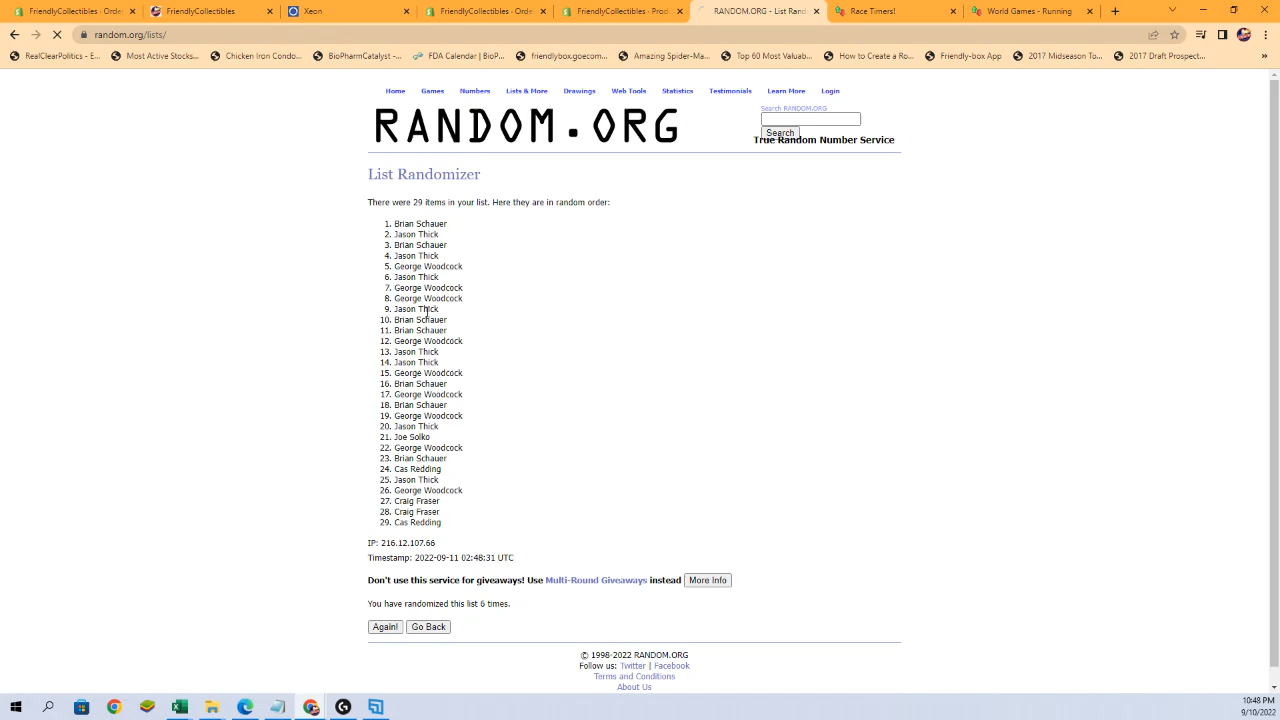 FriendlyCollectibles - Orders
FriendlyCollectibles
Xeon
FriendlyCollectibles - Product
FriendlyCollectibles - Product
RANDOM.ORG - List Randomizer
Race Times!
World Games - Running
random.org/lists/
RealClearPolitics - E...
Most Active Stocks...
Chicken Iron Condo...
BioPharmCatalyst -...
FDA Calendar | BioP...
friendlybox.goecom...
Amazing Spider-Ma...
Top 60 Most Valuab...
How to Create a Ro...
Friendly-box App
2017 Midseason To...
2017 Draft Prospect...
Home Games Numbers Lists & More Drawings Web Tools Statistics Testimonials Learn More Login
RANDOM.ORG
Search RANDOM.ORG
Search
True Random Number Service
List Randomizer
There were 29 items in your list. Here they are in random order:
1. Brian Schauer
2. Jason Thick
3. Brian Schauer
4. Jason Thick
5. George Woodcock
6. Jason Thick
7. George Woodcock
8. George Woodcock
9. Jason Thick
10. Brian Schauer
11. Brian Schauer
12. George Woodcock
13. Jason Thick
14. Jason Thick
15. George Woodcock
16. Brian Schauer
17. George Woodcock
18. Brian Schauer
19. George Woodcock
20. Jason Thick
21. Joe Solko
22. George Woodcock
23. Brian Schauer
24. Cas Redding
25. Jason Thick
26. George Woodcock
27. Craig Fraser
28. Craig Fraser
29. Cas Redding
IP: 216.12.107.66
Timestamp: 2022-09-11 02:48:31 UTC
Don't use this service for giveaways! Use Multi-Round Giveaways instead More Info
You have randomized this list 6 times.
Again! Go Back
© 1998-2022 RANDOM.ORG
Follow us: Twitter | Facebook
Terms and Conditions
About Us
10:48 PM
9/10/2022